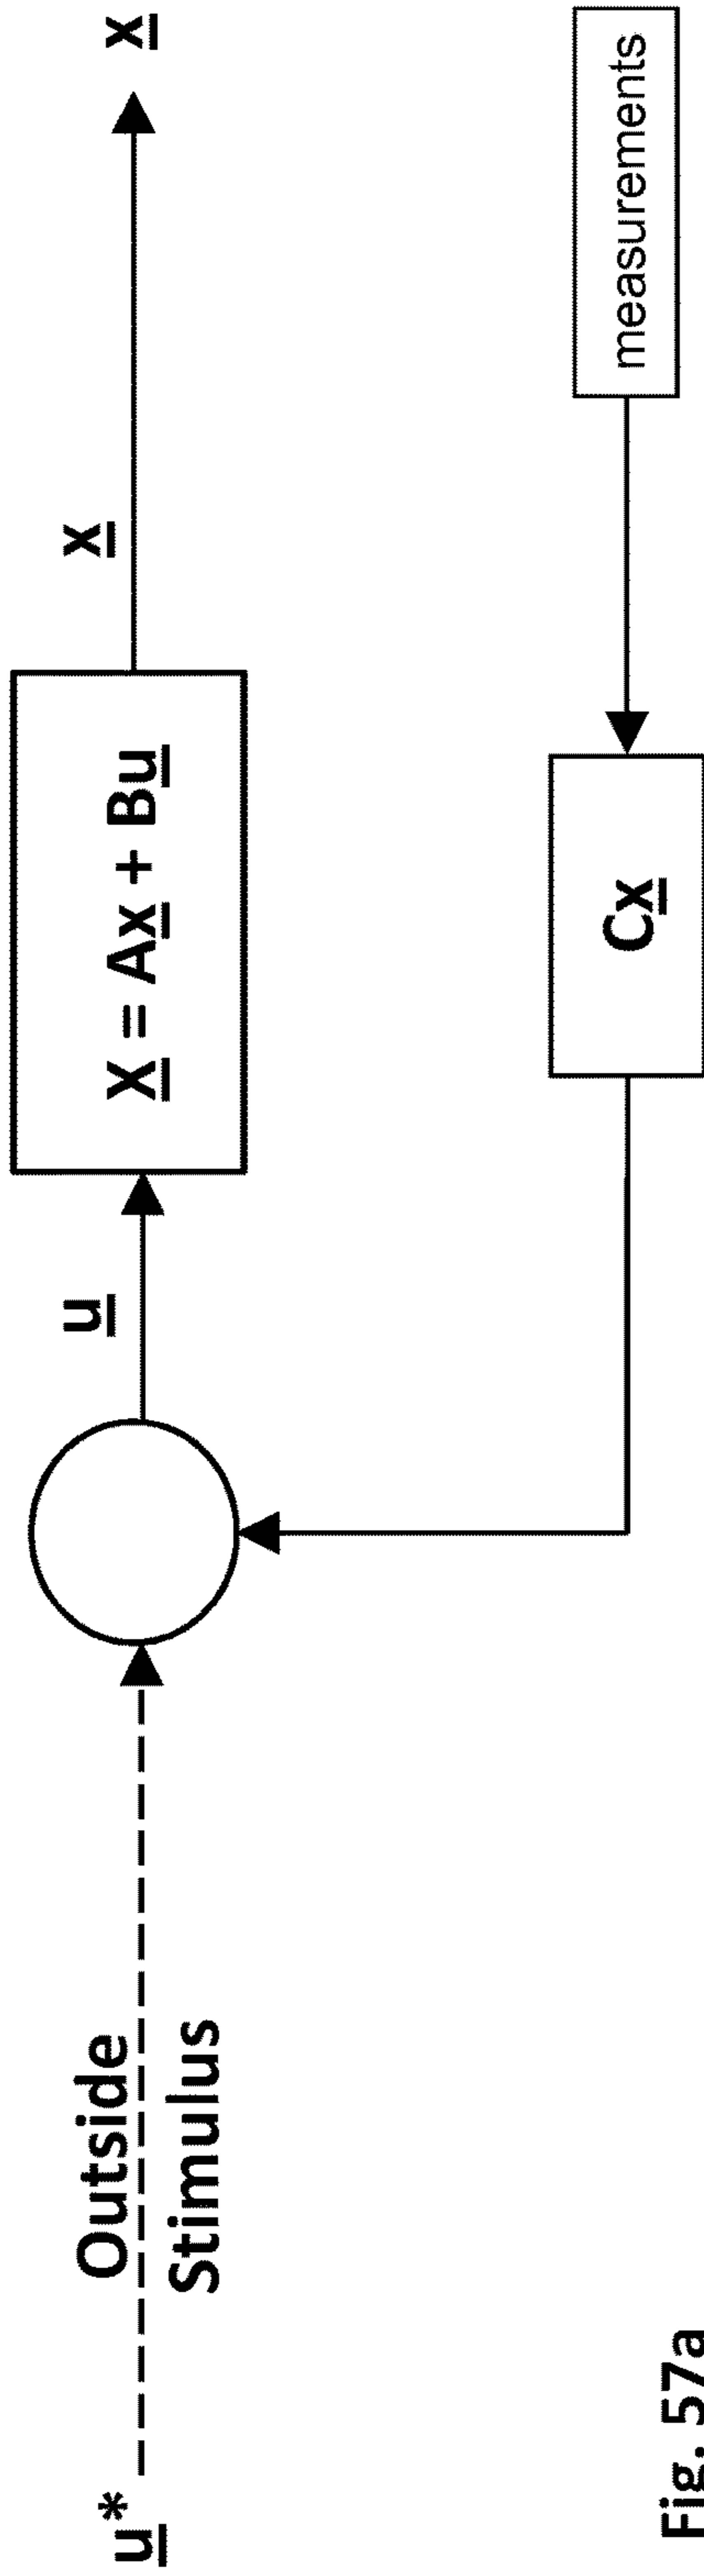 u*
Outside
Stimulus
u
X = Ax + Bu
x
x
Cx
measurements
Fig. 57a